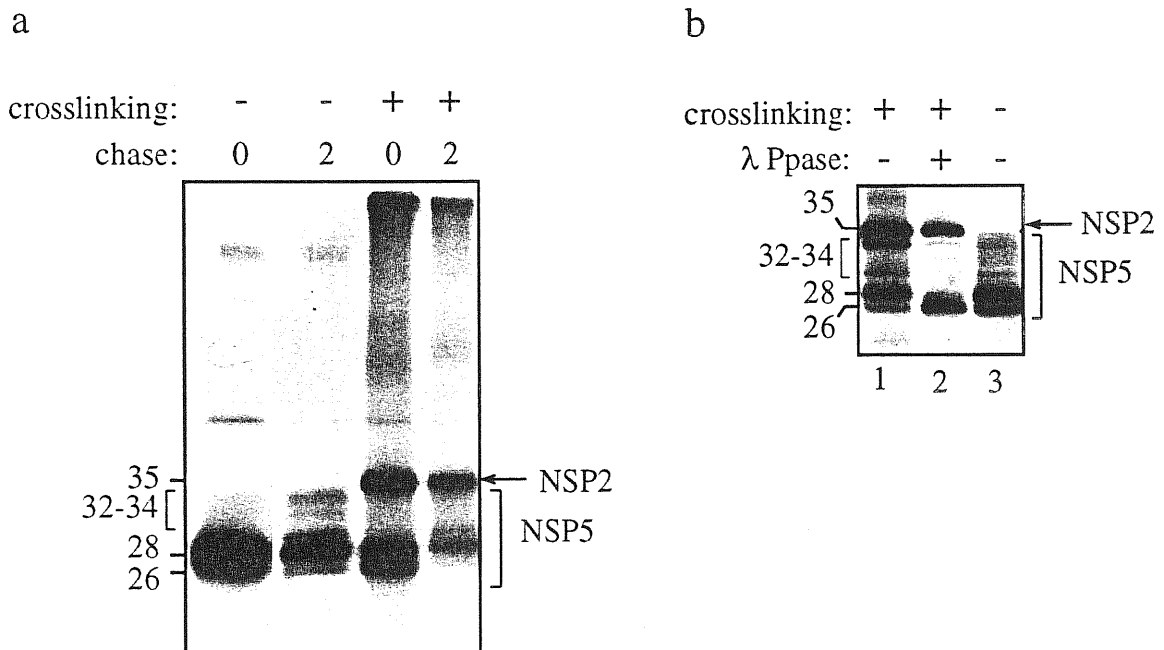 a
crosslinking: - - + +
chase: 0 2 0 2
35
32-34
28
26
NSP2
NSP5
b
crosslinking: + + -
λ Ppase: - + -
35
32-34
28
26
NSP2
NSP5
1 2 3